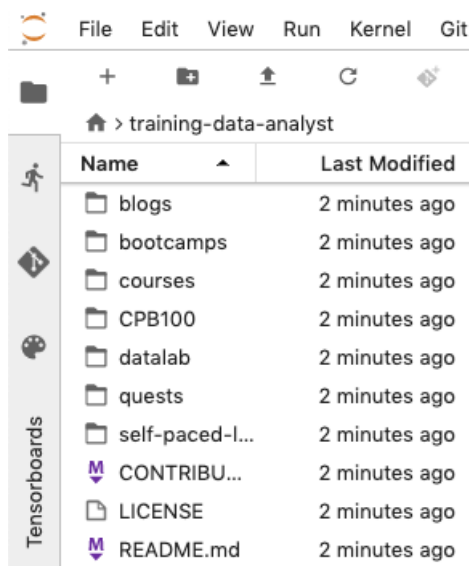 File Edit View Run Kernel Git
> training-data-analyst
Name Last Modified
blogs 2 minutes ago
bootcamps 2 minutes ago
courses 2 minutes ago
CPB100 2 minutes ago
datalab 2 minutes ago
quests 2 minutes ago
self-paced-l... 2 minutes ago
CONTRIBU... 2 minutes ago
LICENSE 2 minutes ago
README.md 2 minutes ago
Tensorboards